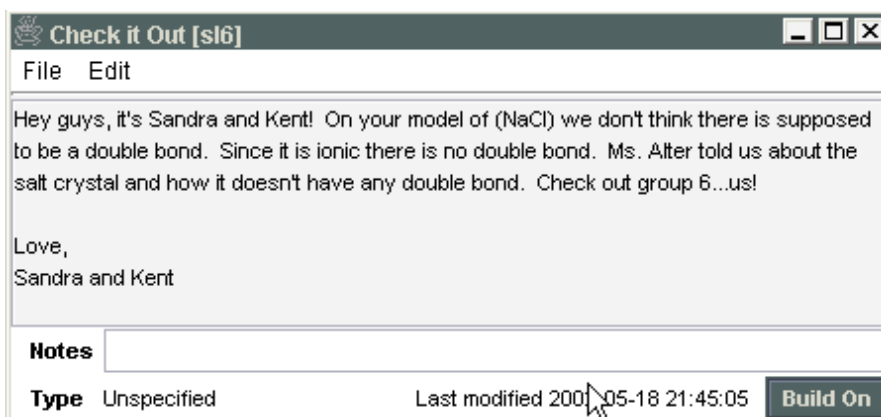 Check it Out [sl6]
File Edit
Hey guys, it's Sandra and Kent! On your model of (NaCl) we don't think there is supposed
to be a double bond. Since it is ionic there is no double bond. Ms. Alter told us about the
salt crystal and how it doesn't have any double bond. Check out group 6...us!
Love,
Sandra and Kent
Notes
Type Unspecified Last modified 05-18 21:45:05 Build On